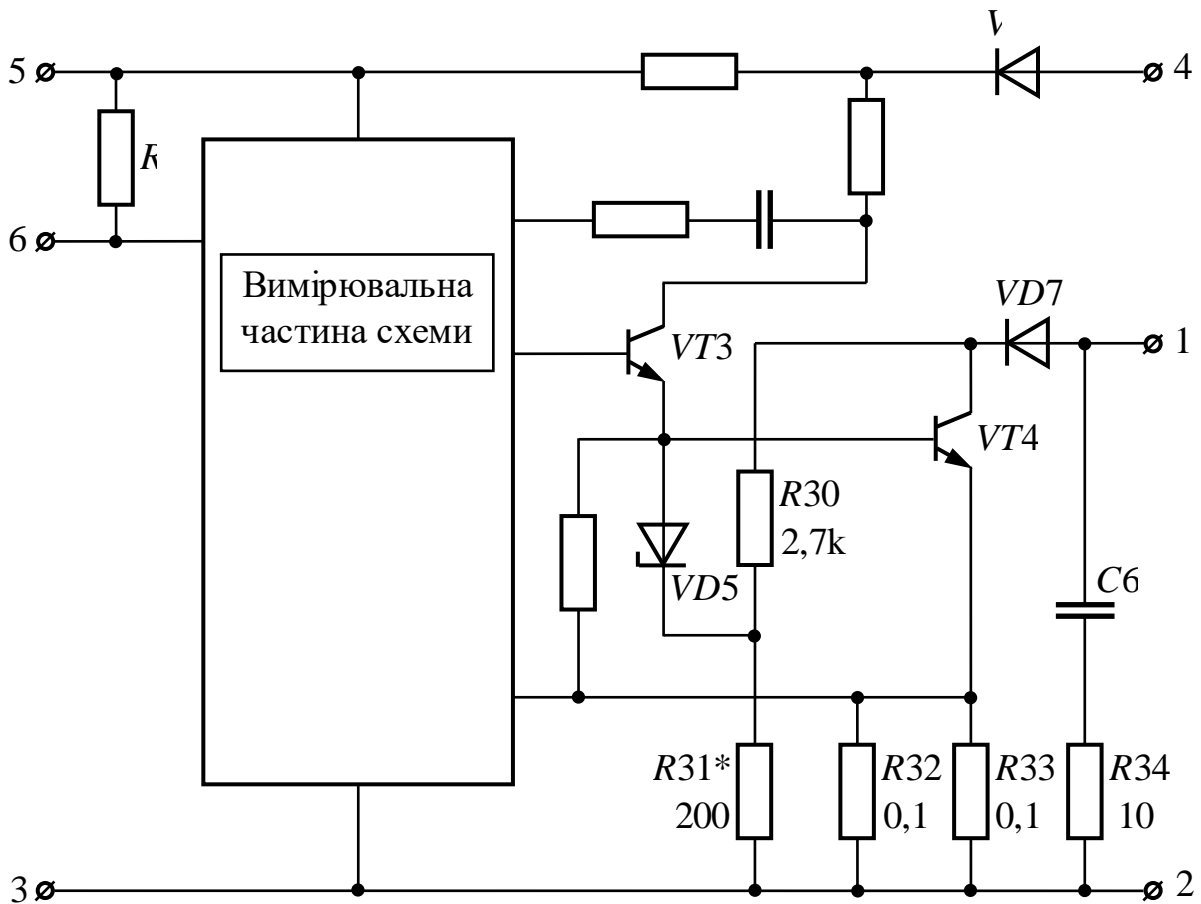 5
4
6
Вимірювальна
частина схеми
VT3
VD7
1
VT4
R30
2,7k
VD5
C6
R31*
200
R32
0,1
R33
0,1
R34
10
3
2